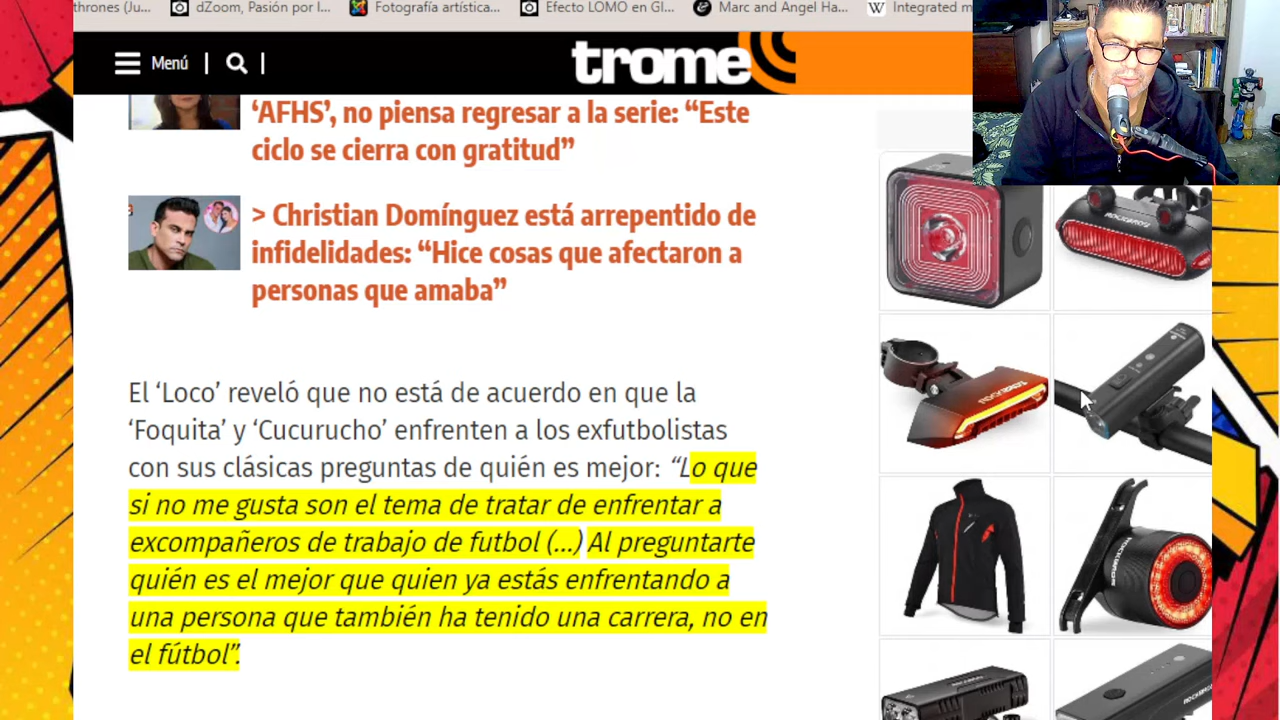 thrones (Ju...
dZoom, Pasión por l...
Fotografía artística...
Efecto LOMO en GI...
Marc and Angel Ha...
W
Integrated m
Menú
trome
‘AFHS’, no piensa regresar a la serie: “Este
ciclo se cierra con gratitud”
> Christian Domínguez está arrepentido de
infidelidades: “Hice cosas que afectaron a
personas que amaba”
El ‘Loco’ reveló que no está de acuerdo en que la
‘Foquita’ y ‘Cucurucho’ enfrenten a los exfutbolistas
con sus clásicas preguntas de quién es mejor: “Lo que
si no me gusta son el tema de tratar de enfrentar a
excompañeros de trabajo de futbol (...) Al preguntarte
quién es el mejor que quien ya estás enfrentando a
una persona que también ha tenido una carrera, no en
el fútbol”.
ROCKBROS
ROCKBROS
ROCKBROS
ROCKBROS